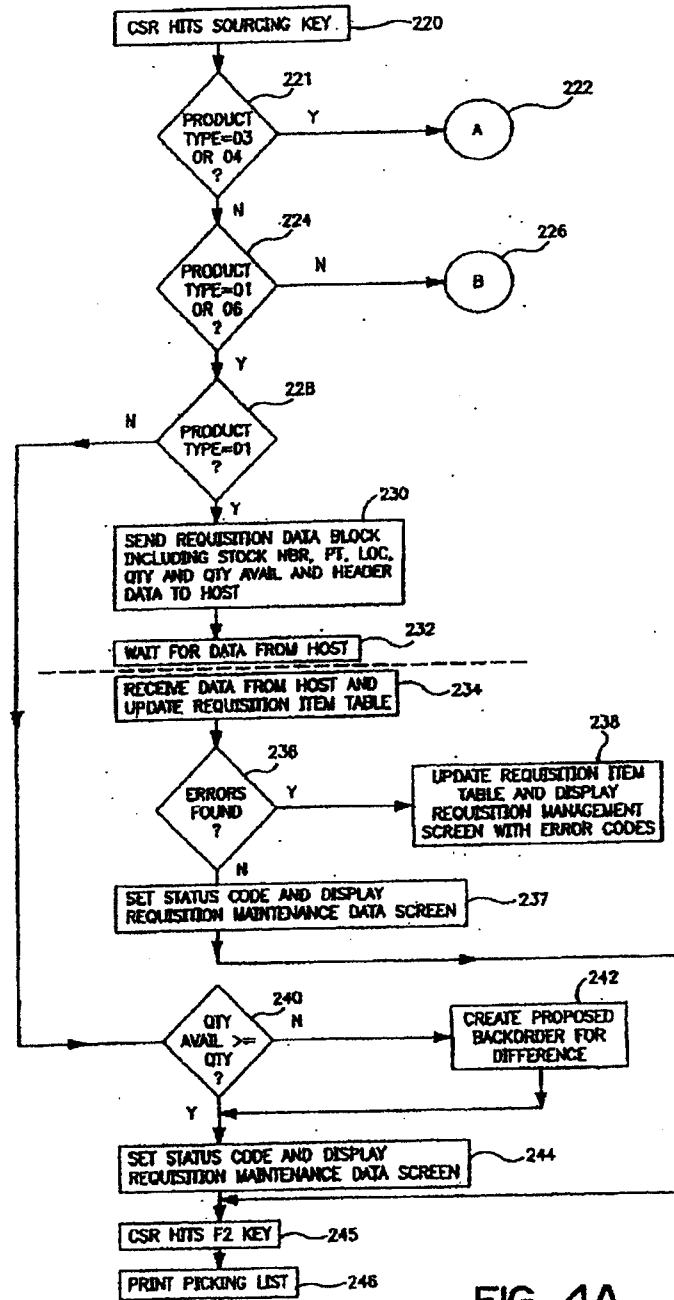 CSR HITS SOURCING KEY
220
221
PRODUCT
TYPE=03
OR 04
?
Y
A
222
N
224
PRODUCT
TYPE=01
OR 06
?
N
B
226
Y
228
N
PRODUCT
TYPE=01
?
Y
230
SEND REQUISITION DATA BLOCK
INCLUDING STOCK NBR, PT, LOC,
QTY AND QTY AVAIL AND HEADER
DATA TO HOST
232
WAIT FOR DATA FROM HOST
RECEIVE DATA FROM HOST AND
UPDATE REQUISITION ITEM TABLE
234
236
ERRORS
FOUND
?
Y
238
UPDATE REQUISITION ITEM
TABLE AND DISPLAY
REQUISITION MANAGEMENT
SCREEN WITH ERROR CODES
N
SET STATUS CODE AND DISPLAY
REQUISITION MAINTENANCE DATA SCREEN
237
240
QTY
AVAIL >=
QTY
?
N
242
CREATE PROPOSED
BACKORDER FOR
DIFFERENCE
Y
SET STATUS CODE AND DISPLAY
REQUISITION MAINTENANCE DATA SCREEN
244
CSR HITS F2 KEY
245
PRINT PICKING LIST
246
FIG. 4A